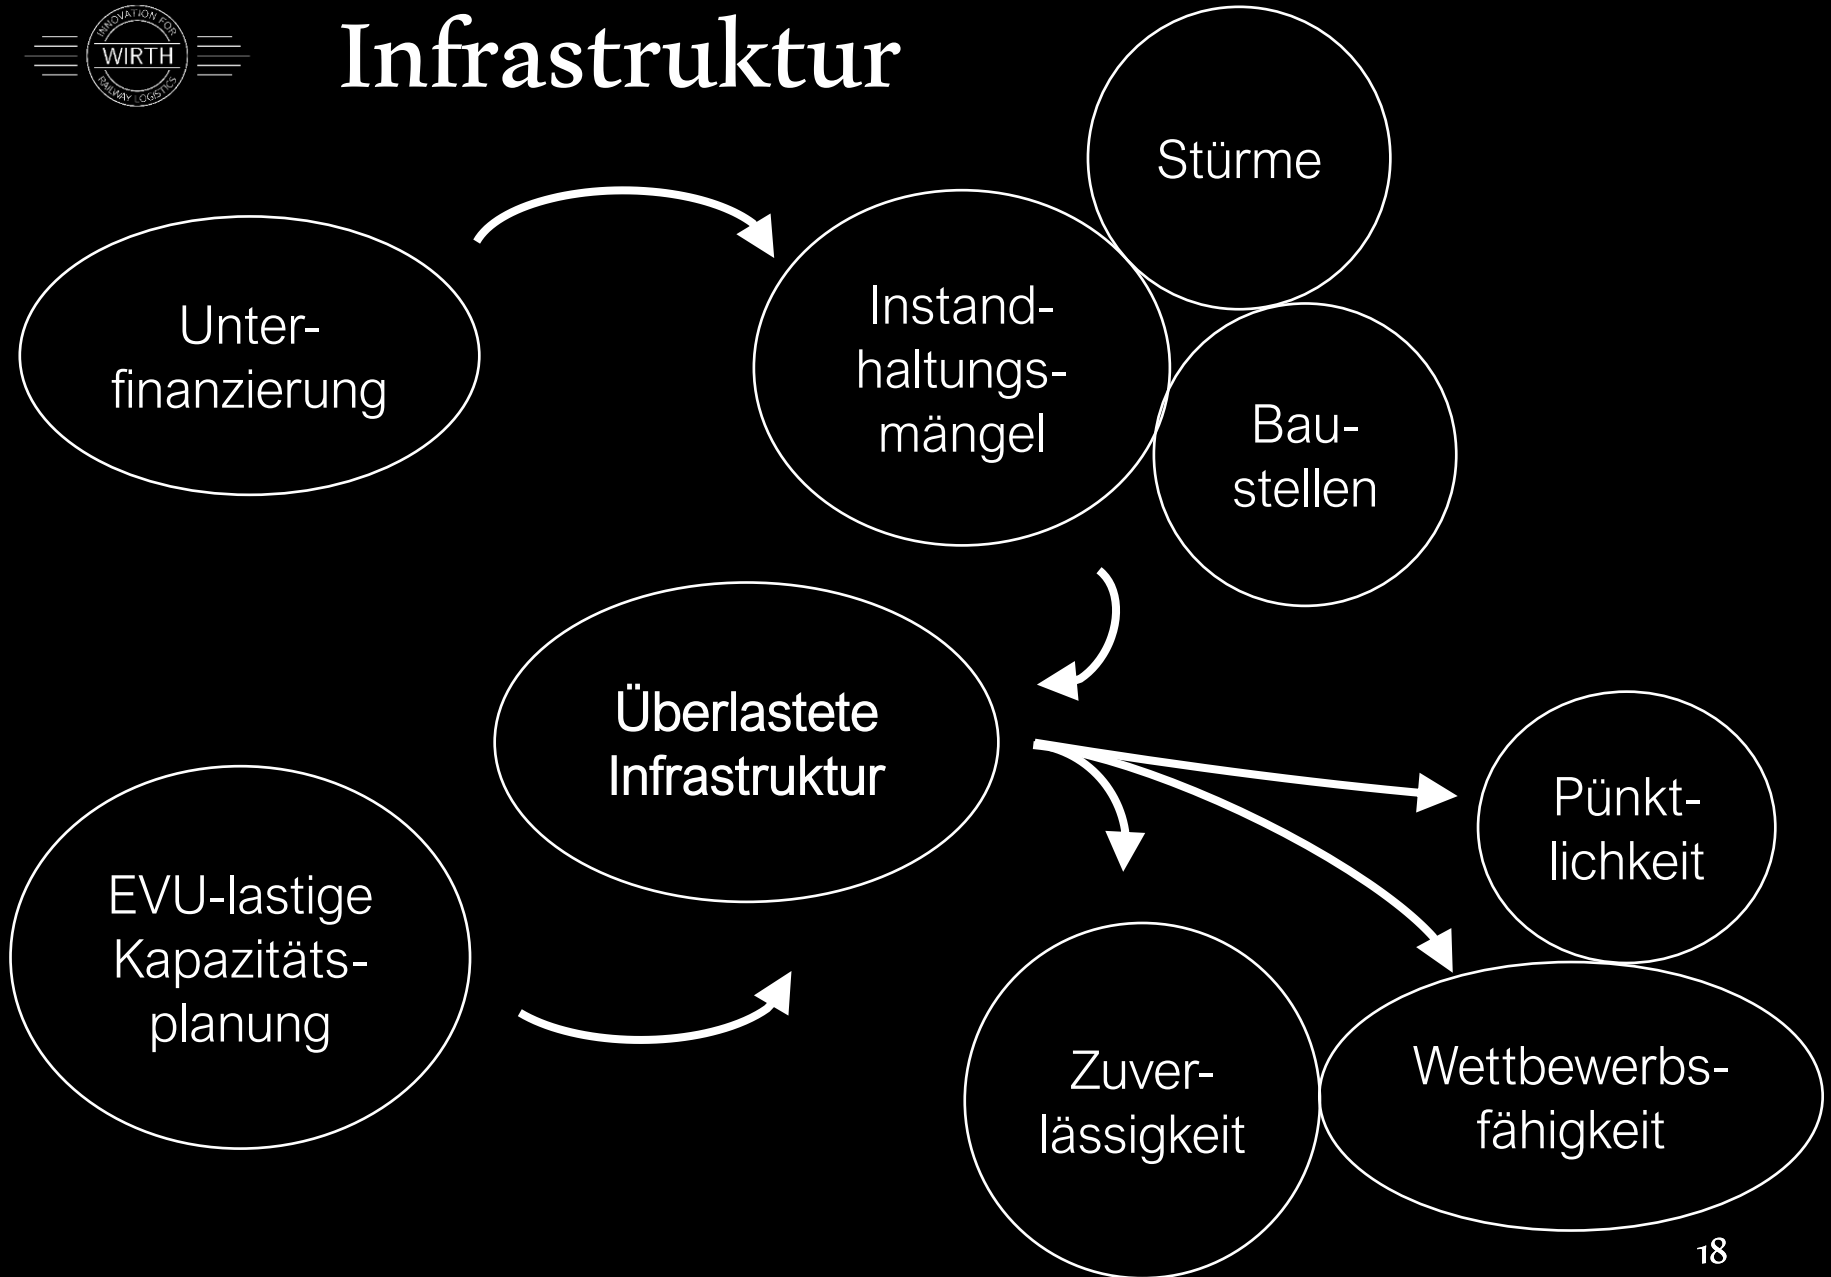 INNOVATION FOR
WIRTH
RAILWAY LOGISTICS
Infrastruktur
Stürme
Unter-
finanzierung
Instand-
haltungs-
mängel
Bau-
stellen
Überlastete
Infrastruktur
EVU-lastige
Kapazitäts-
planung
Pünkt-
lichkeit
Zuver-
lässigkeit
Wettbewerbs-
fähigkeit
18